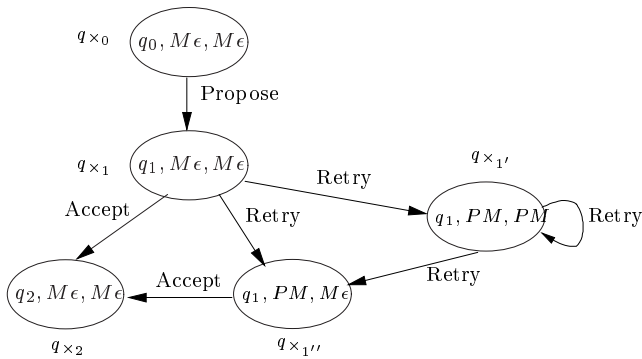 q×0
q0, Mϵ, Mϵ
Propose
q×1
q1, Mϵ, Mϵ
q×1′
Retry
Accept
Retry
q1, PM, PM
Retry
Retry
q2, Mϵ, Mϵ
Accept
q1, PM, Mϵ
q×2
q×1′′